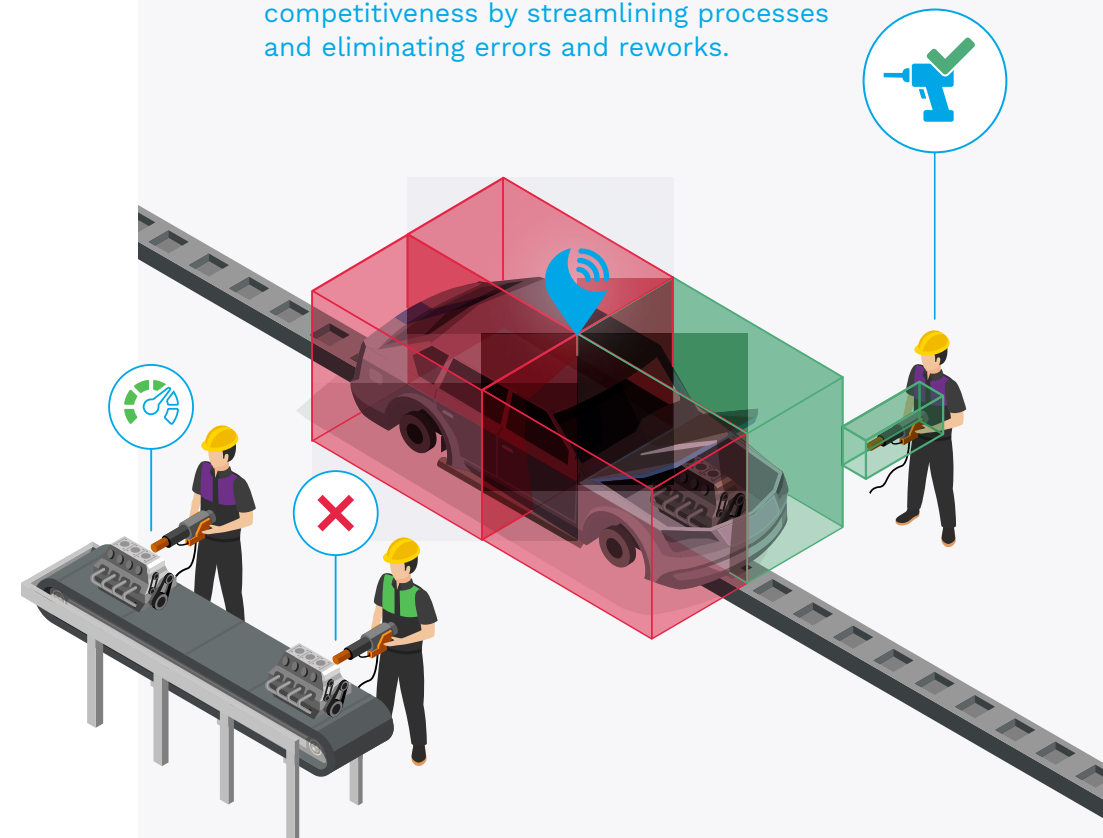 competitiveness by streamlining processes
and eliminating errors and reworks.